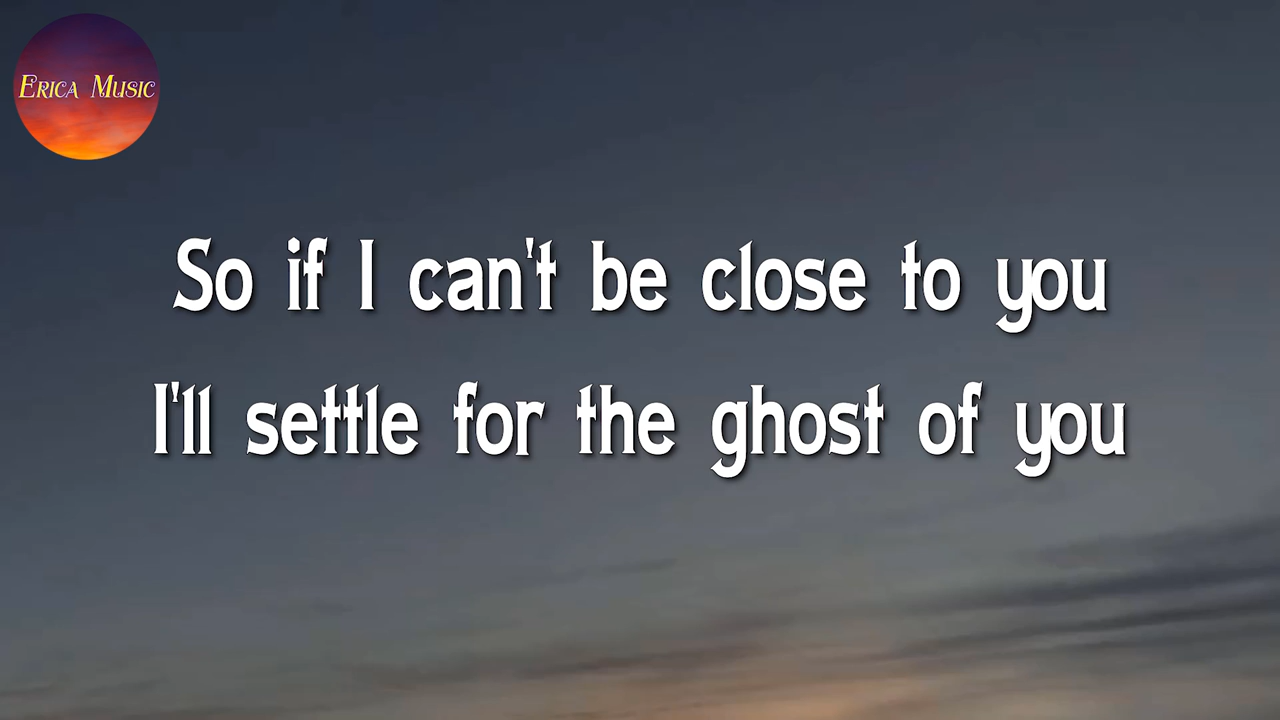 Erica Music
So if I can't be close to you
I'll settle for the ghost of you